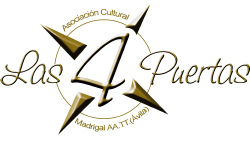 Asociación Cultural
Las 4 Puertas
Madrigal AA.TT.(Ávila)